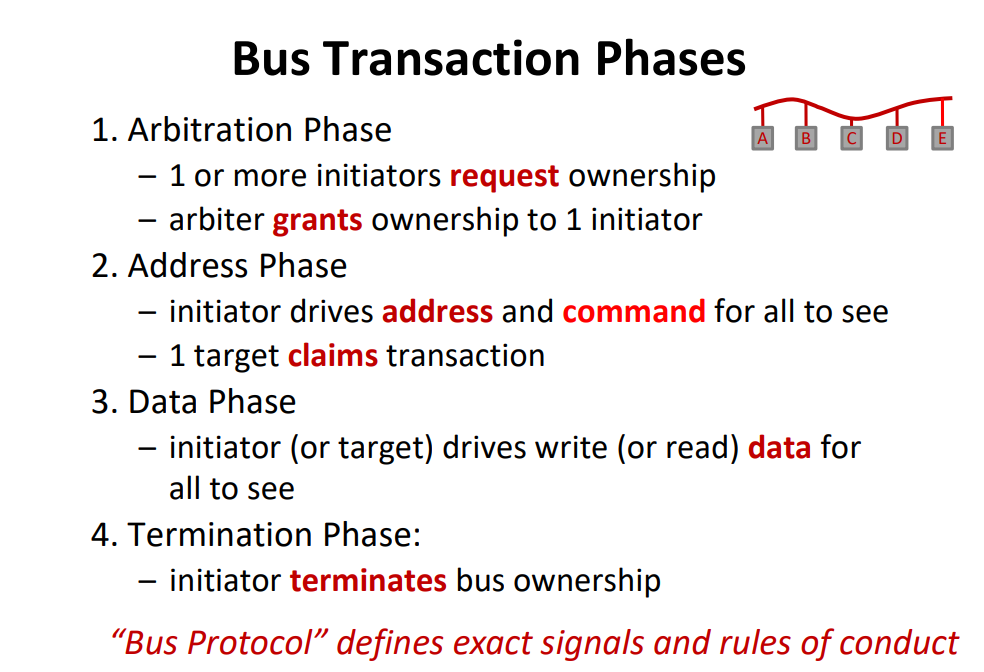 Bus Transaction Phases
A B C D E
1. Arbitration Phase
– 1 or more initiators request ownership
– arbiter grants ownership to 1 initiator
2. Address Phase
– initiator drives address and command for all to see
– 1 target claims transaction
3. Data Phase
– initiator (or target) drives write (or read) data for
all to see
4. Termination Phase:
– initiator terminates bus ownership
“Bus Protocol” defines exact signals and rules of conduct